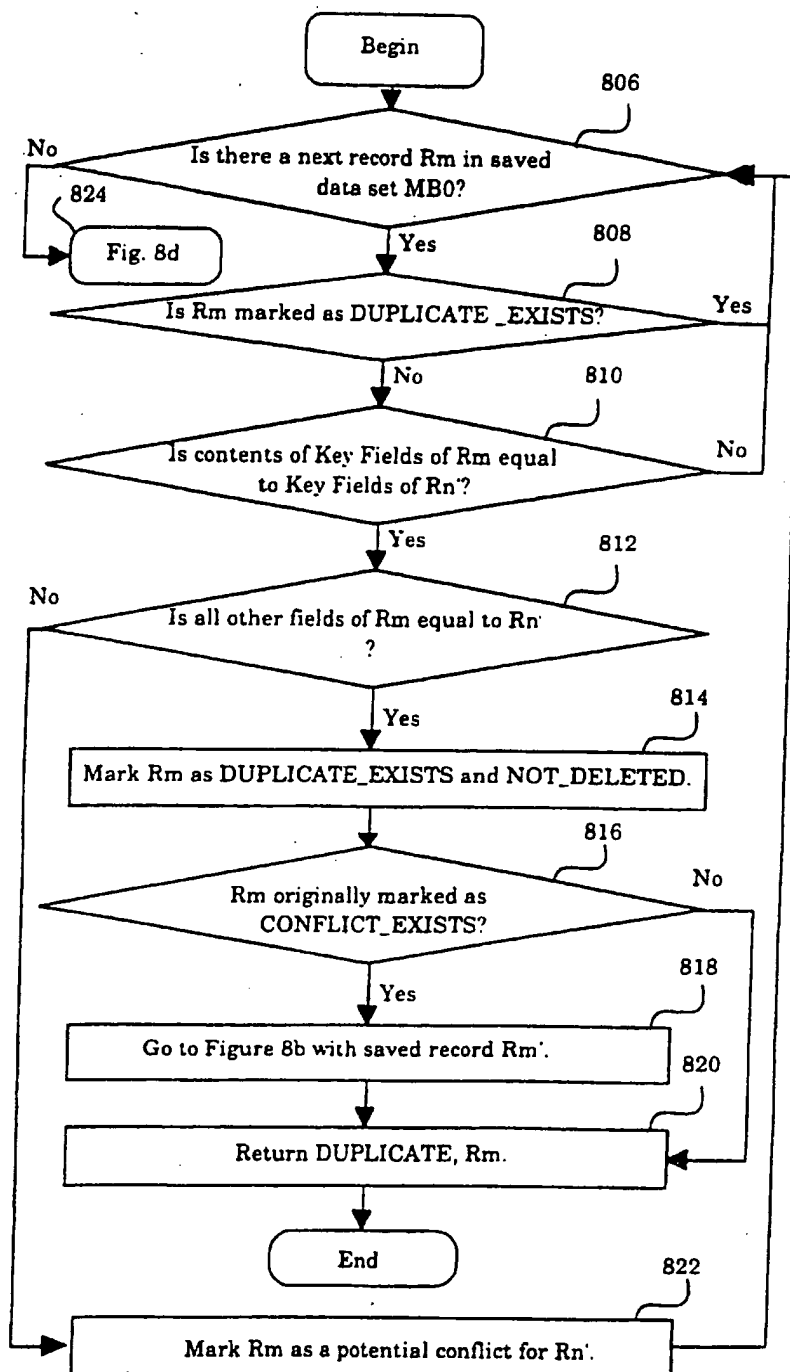 Begin
806
No
Is there a next record Rm in saved
data set MB0?
824
Fig. 8d
Yes
808
Is Rm marked as DUPLICATE _EXISTS?
Yes
No
810
Is contents of Key Fields of Rm equal
to Key Fields of Rn'?
No
Yes
812
No
Is all other fields of Rm equal to Rn'
?
Yes
814
Mark Rm as DUPLICATE_EXISTS and NOT_DELETED.
816
No
Rm originally marked as
CONFLICT_EXISTS?
Yes
818
Go to Figure 8b with saved record Rm'.
820
Return DUPLICATE, Rm.
End
822
Mark Rm as a potential conflict for Rn'.